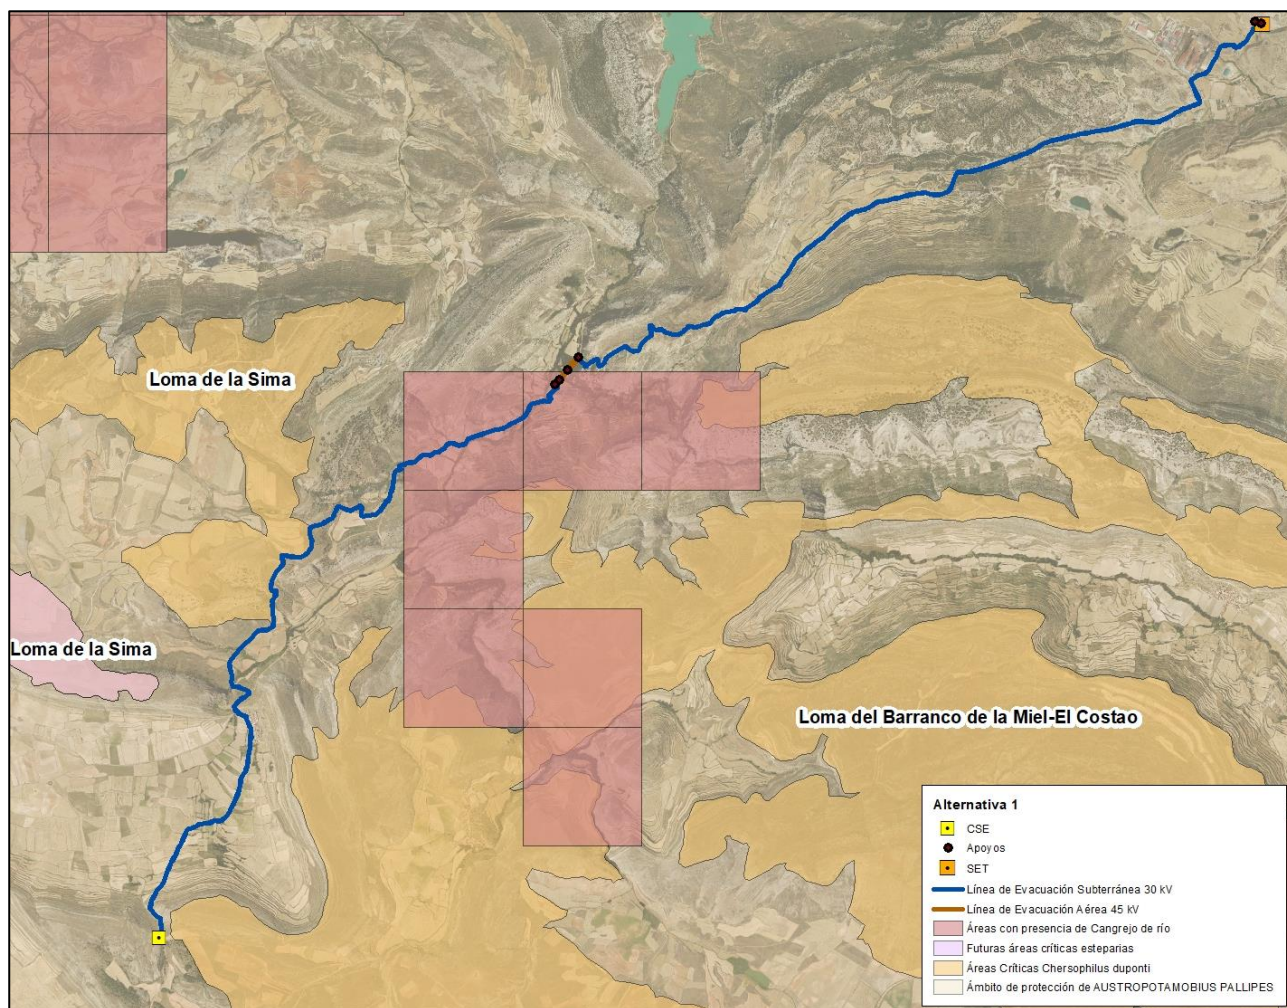 Loma de la Sima
Loma de la Sima
Loma del Barranco de la Miel-El Costao
Alternativa 1
CSE
Apoyos
SET
Línea de Evacuación Subterránea 30 kV
Línea de Evacuación Aérea 45 kV
Áreas con presencia de Cangrejo de río
Futuras áreas críticas esteparias
Áreas Críticas Chersophilus duponti
Ámbito de protección de AUSTROPOTAMOBIUS PALLIPES